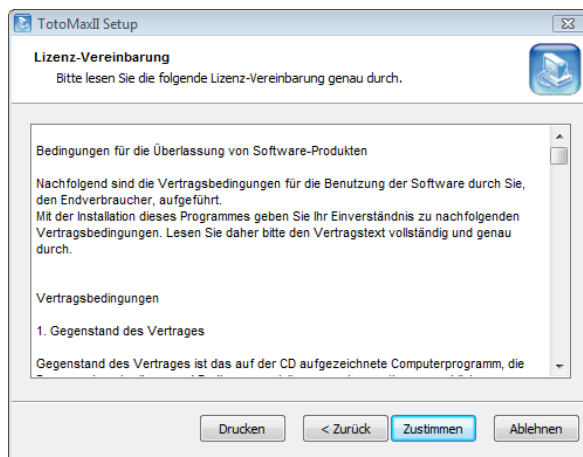 TotoMaxII Setup
Lizenz-Vereinbarung
Bitte lesen Sie die folgende Lizenz-Vereinbarung genau durch.
Bedingungen für die Überlassung von Software-Produkten
Nachfolgend sind die Vertragsbedingungen für die Benutzung der Software durch Sie,
den Endverbraucher, aufgeführt.
Mit der Installation dieses Programmes geben Sie Ihr Einverständnis zu nachfolgenden
Vertragsbedingungen. Lesen Sie daher bitte den Vertragstext vollständig und genau
durch.
Vertragsbedingungen
1. Gegenstand des Vertrages
Gegenstand des Vertrages ist das auf der CD aufgezeichnete Computerprogramm, die
Drucken
< Zurück
Zustimmen
Ablehnen